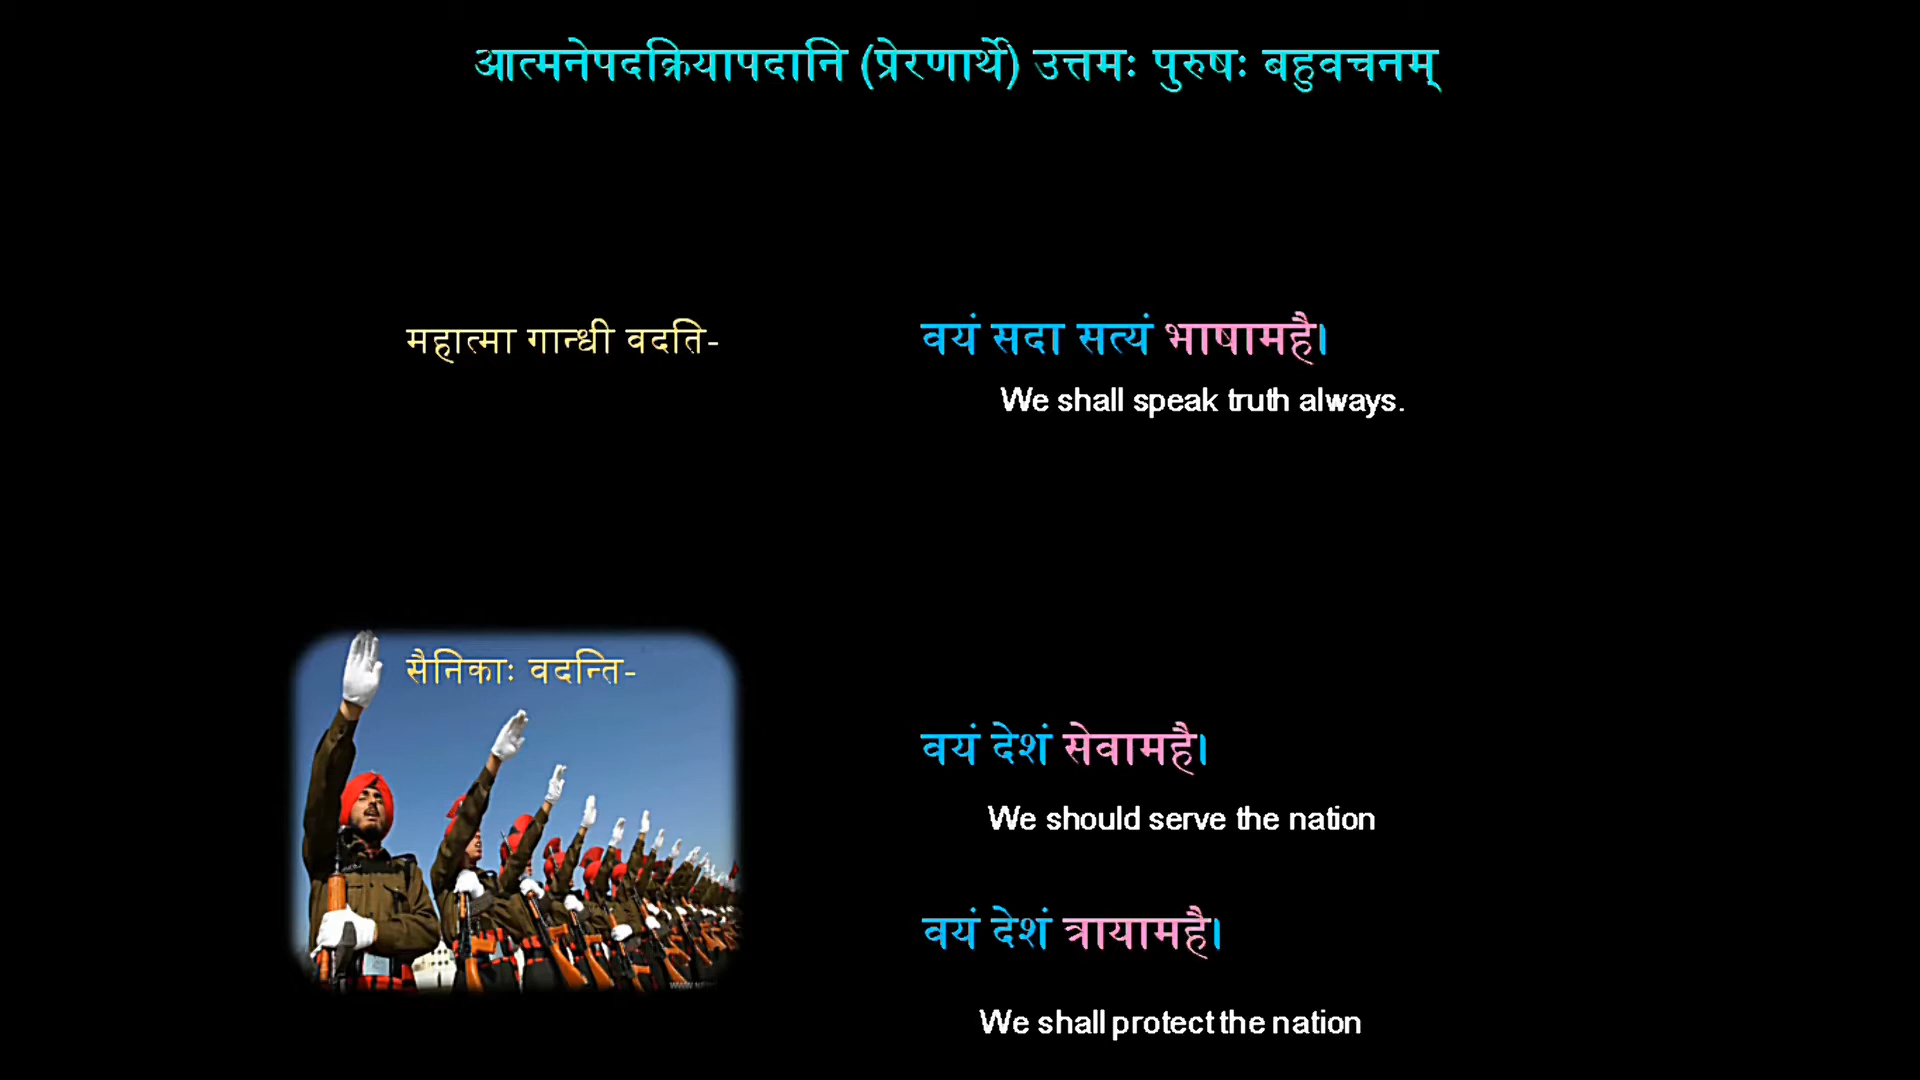 आत्मनेपदक्रियापदानि (प्रेरणार्थे) उत्तमः पुरुषः बहुवचनम्
महात्मा गान्धी वदति-
वयं सदा सत्यं भाषामहै।
We shall speak truth always.
सैनिकाः वदन्ति-
वयं देशं सेवामहै।
We should serve the nation
वयं देशं त्रायामहै।
We shall protect the nation